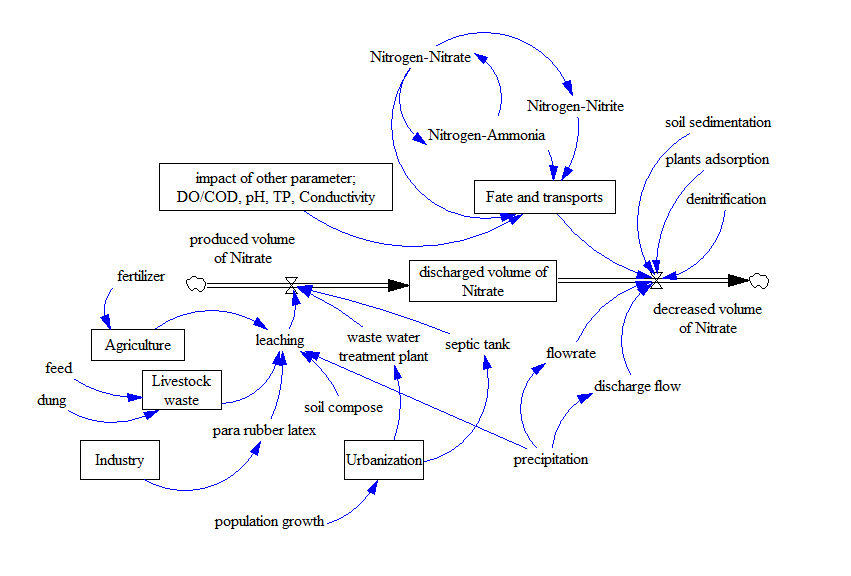 Nitrogen-Nitrate
Nitrogen-Nitrite
Nitrogen-Ammonia
soil sedimentation
plants adsorption
denitrification
impact of other parameter;
DO/COD, pH, TP, Conductivity
Fate and transports
produced volume
of Nitrate
discharged volume of
Nitrate
decreased volume
of Nitrate
fertilizer
Agriculture
leaching
waste water
treatment plant
septic tank
flowrate
discharge flow
feed
dung
Livestock
waste
soil compose
para rubber latex
Industry
Urbanization
precipitation
population growth